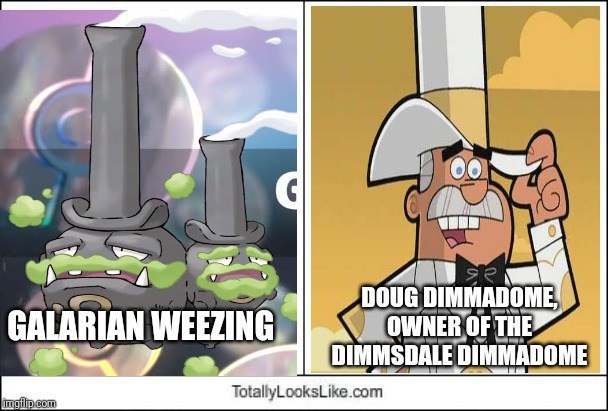 G
GALARIAN WEEZING
DOUG DIMMADOME,
OWNER OF THE
DIMMSDALE DIMMADOME
TotallyLooksLike.com
imgflip.com